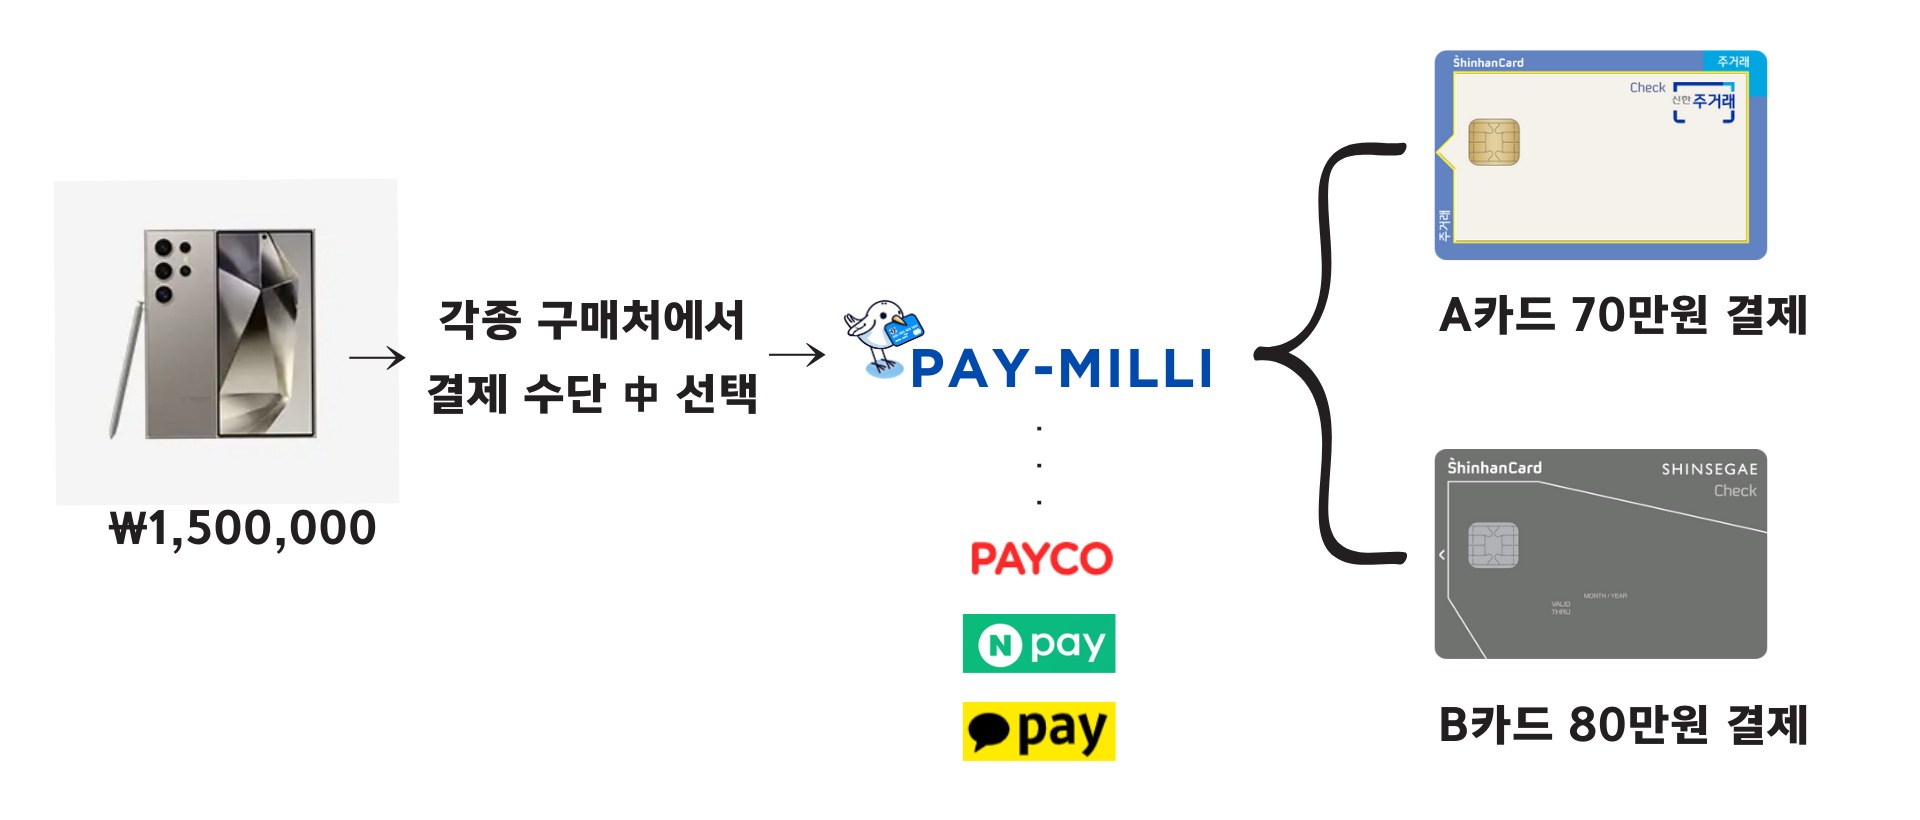 ₩1,500,000
각종 구매처에서
결제 수단 中 선택
PAY-MILLI
PAYCO
N pay
pay
ShinhanCard
주거래
Check
신한 주거래
주거래
A카드 70만원 결제
ShinhanCard
SHINSEGAE
Check
MONTH / YEAR
VALID
THRU
B카드 80만원 결제